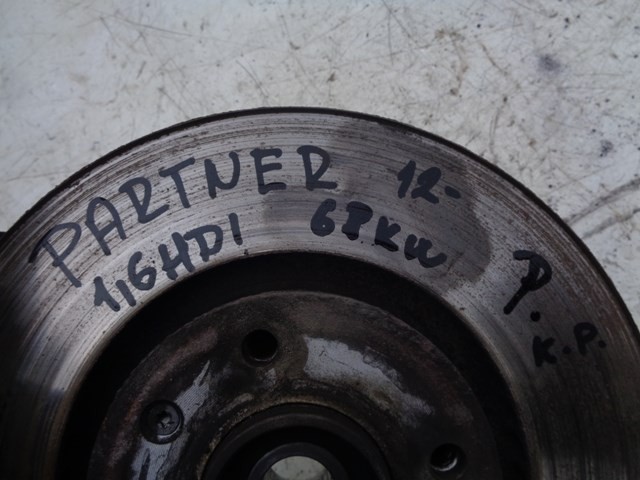 PARTNER 12-
1,6HDI 68KW P.
K.P.